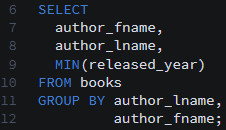 6 SELECT
7 author_fname,
8 author_lname,
9 MIN(released_year)
10 FROM books
11 GROUP BY author_lname,
12 author_fname;